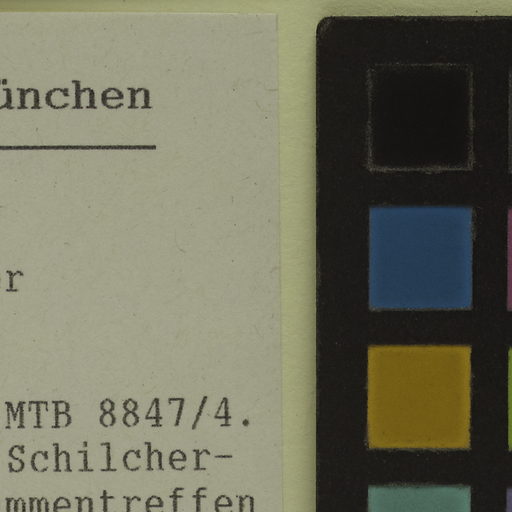 ünchen
r
MTB 8847/4.
Schilcher-
mmentreffen